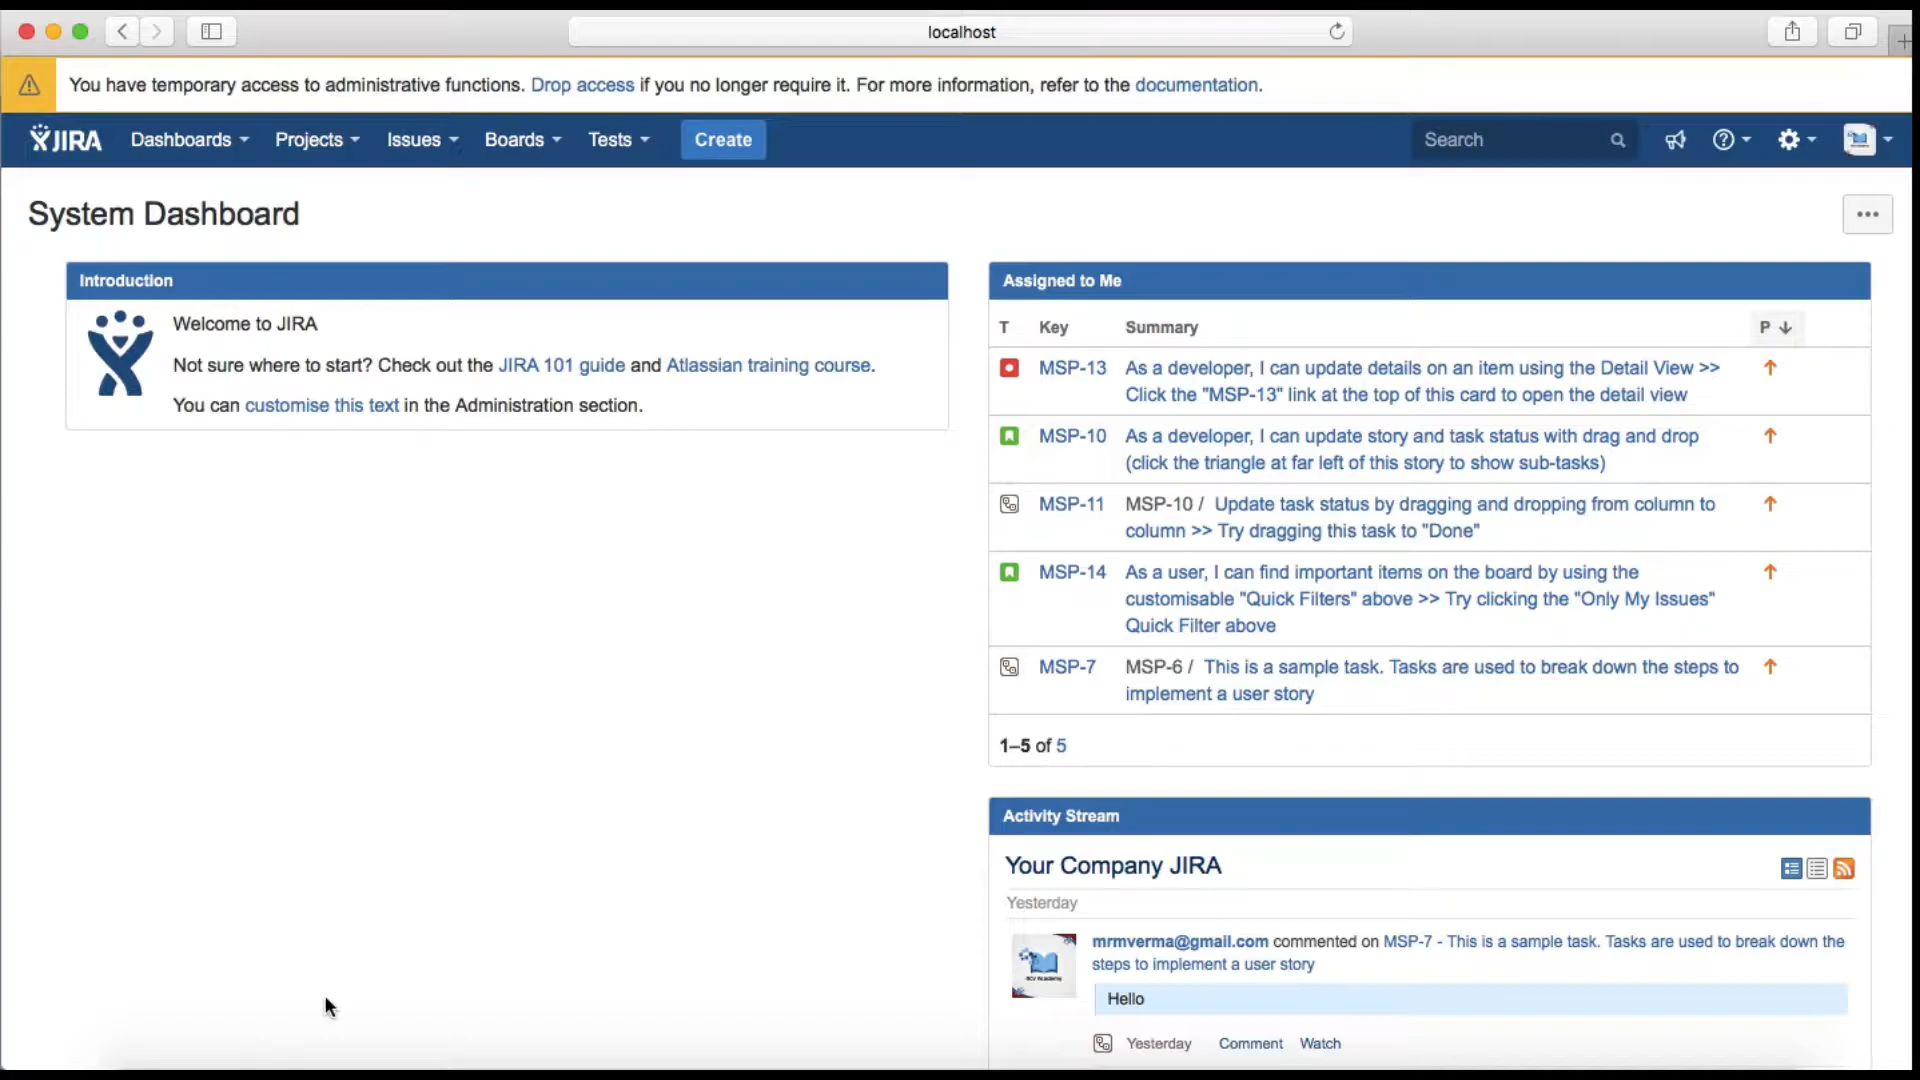 localhost
You have temporary access to administrative functions. Drop access if you no longer require it. For more information, refer to the documentation.
JIRA Dashboards Projects Issues Boards Tests Create Search
System Dashboard
Introduction
Welcome to JIRA
Not sure where to start? Check out the JIRA 101 guide and Atlassian training course.
You can customise this text in the Administration section.
Assigned to Me
T Key Summary P
MSP-13 As a developer, I can update details on an item using the Detail View >>
Click the "MSP-13" link at the top of this card to open the detail view
MSP-10 As a developer, I can update story and task status with drag and drop
(click the triangle at far left of this story to show sub-tasks)
MSP-11 MSP-10 / Update task status by dragging and dropping from column to
column >> Try dragging this task to "Done"
MSP-14 As a user, I can find important items on the board by using the
customisable "Quick Filters" above >> Try clicking the "Only My Issues"
Quick Filter above
MSP-7 MSP-6 / This is a sample task. Tasks are used to break down the steps to
implement a user story
1–5 of 5
Activity Stream
Your Company JIRA
Yesterday
mrmverma@gmail.com commented on MSP-7 - This is a sample task. Tasks are used to break down the
steps to implement a user story
Hello
Yesterday Comment Watch